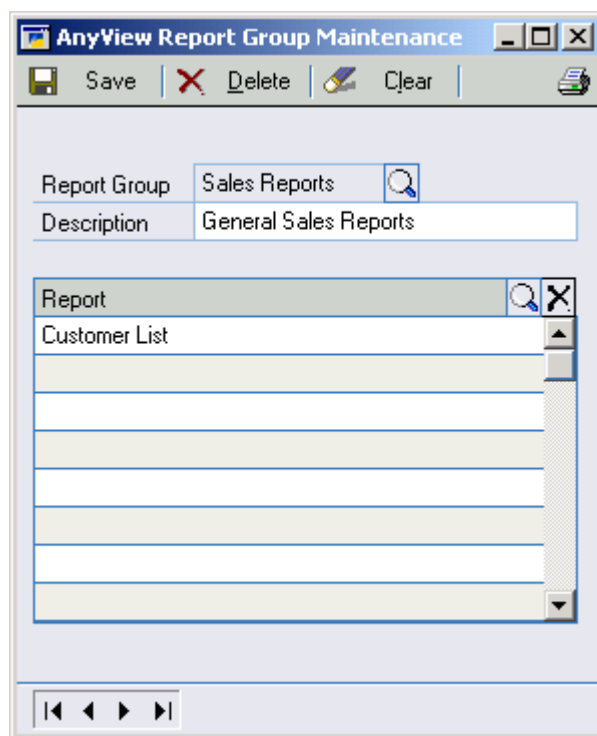 AnyView Report Group Maintenance
Save Delete Clear
Report Group Sales Reports
Description General Sales Reports
Report
Customer List